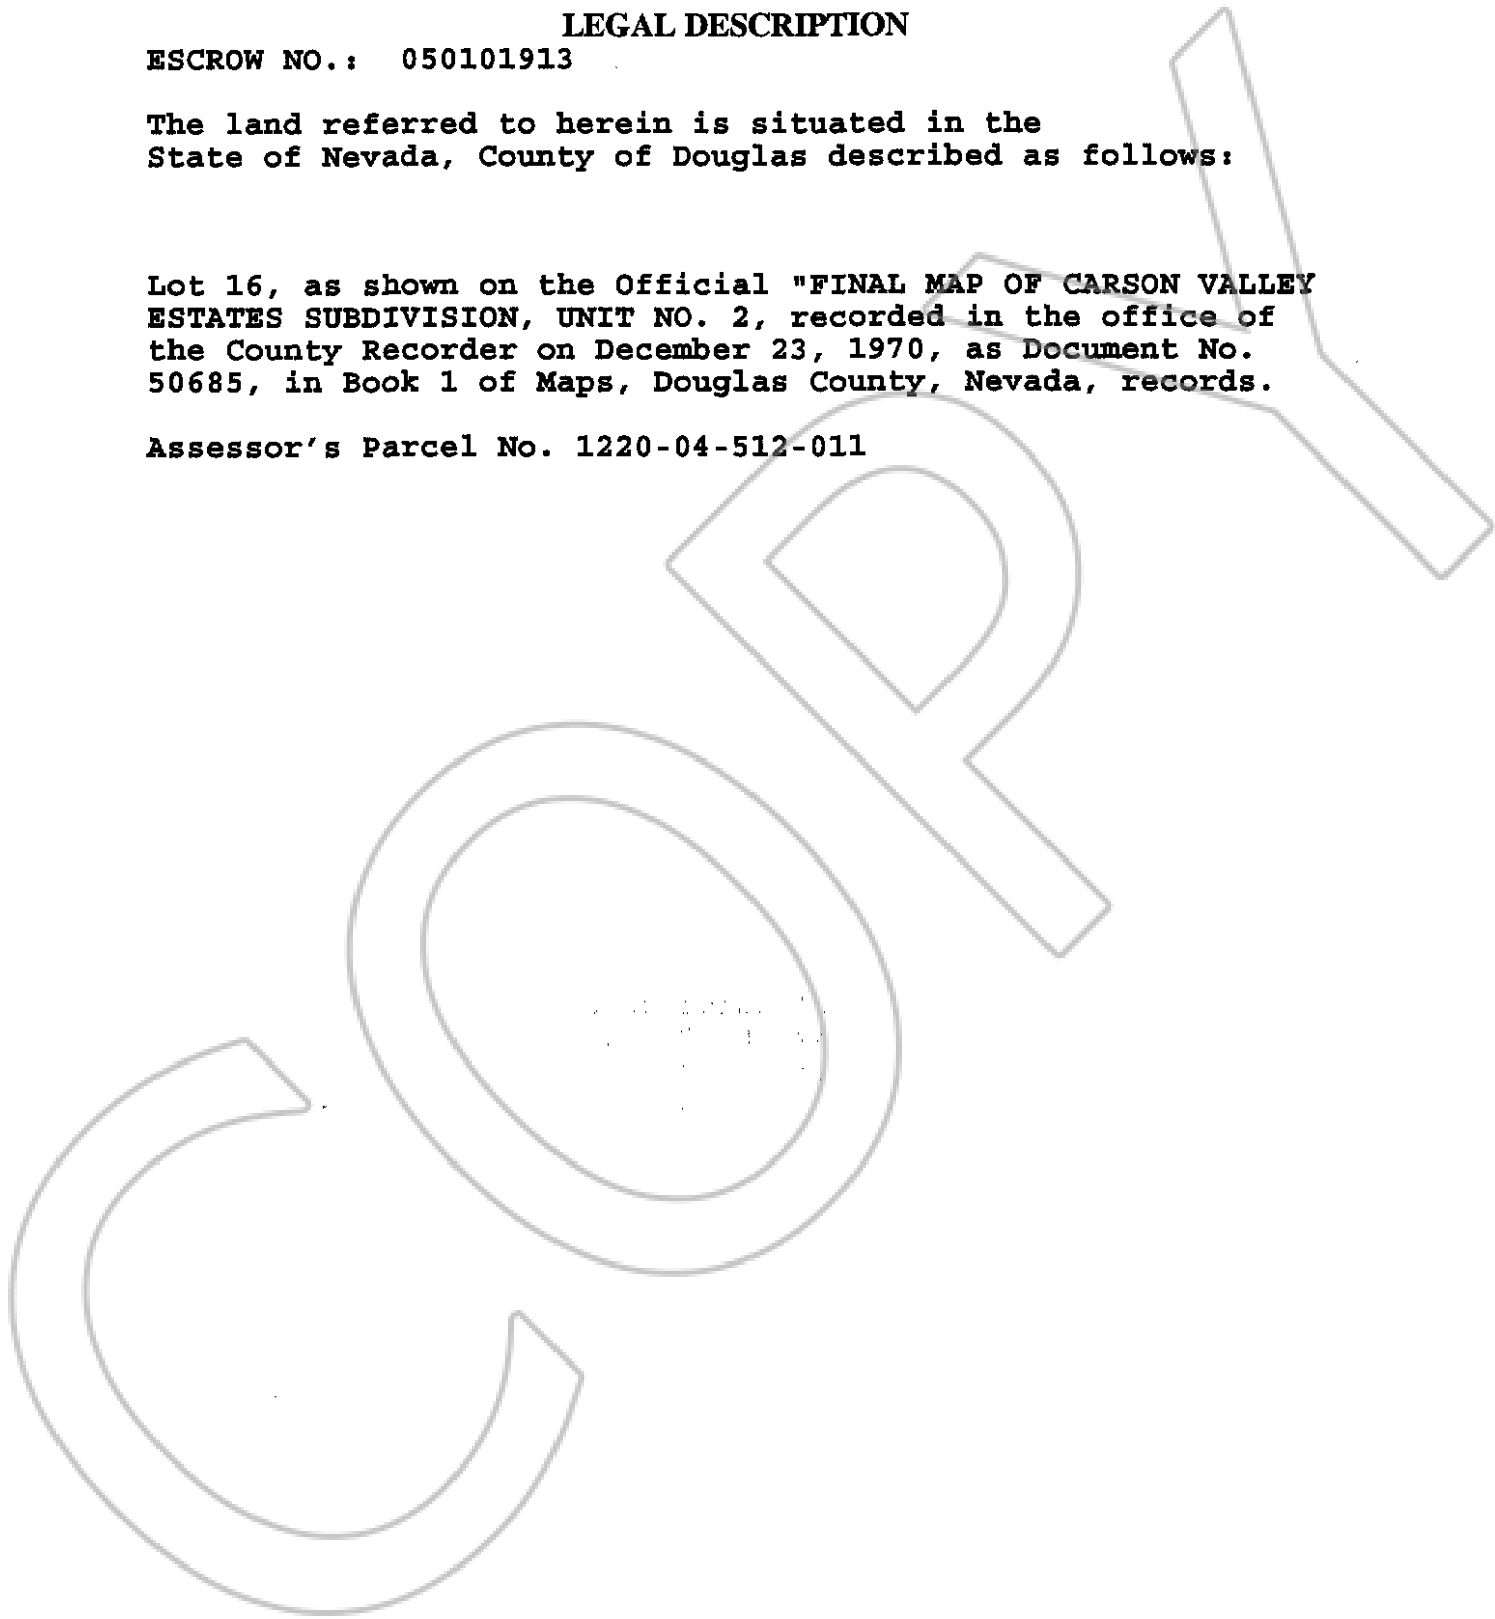 LEGAL DESCRIPTION
ESCROW NO.: 050101913
The land referred to herein is situated in the
State of Nevada, County of Douglas described as follows:
Lot 16, as shown on the Official "FINAL MAP OF CARSON VALLEY
ESTATES SUBDIVISION, UNIT NO. 2, recorded in the office of
the County Recorder on December 23, 1970, as Document No.
50685, in Book 1 of Maps, Douglas County, Nevada, records.
Assessor's Parcel No. 1220-04-512-011
COPY